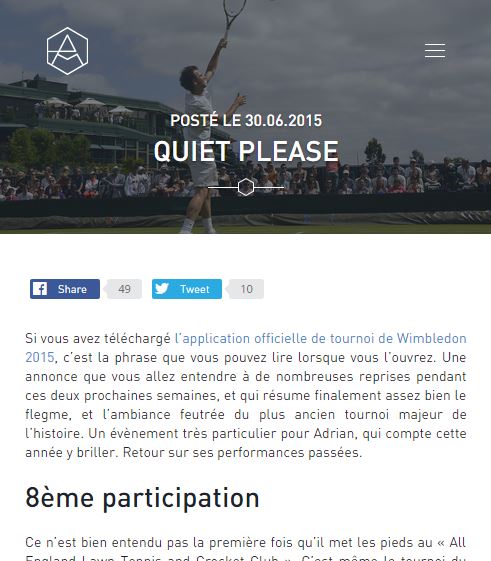 POSTÉ LE 30.06.2015
QUIET PLEASE
Share 49 Tweet 10
Si vous avez téléchargé l'application officielle de tournoi de Wimbledon
2015, c'est la phrase que vous pouvez lire lorsque vous l'ouvrez. Une
annonce que vous allez entendre à de nombreuses reprises pendant
ces deux prochaines semaines, et qui résume finalement assez bien le
flegme, et l'ambiance feutrée du plus ancien tournoi majeur de
l'histoire. Un évènement très particulier pour Adrian, qui compte cette
année y briller. Retour sur ses performances passées.
8ème participation
Ce n'est bien entendu pas la première fois qu'il met les pieds au « All
England Lawn Tennis and Crocket Club ». C'est même le tournoi du